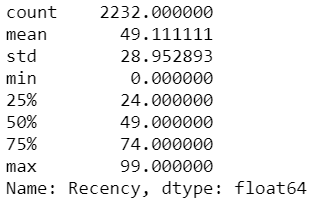 count    2232.000000
mean       49.111111
std        28.952893
min         0.000000
25%        24.000000
50%        49.000000
75%        74.000000
max        99.000000
Name: Recency, dtype: float64